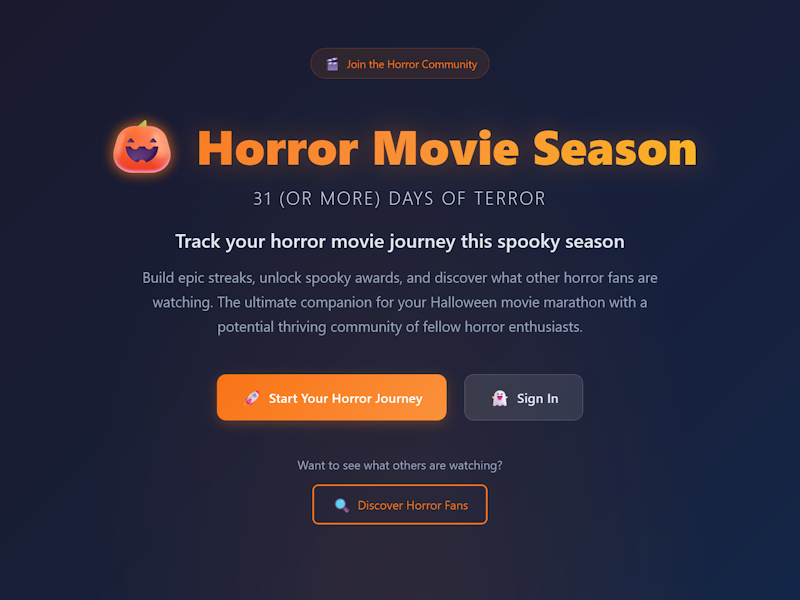 Join the Horror Community
Horror Movie Season
31 (OR MORE) DAYS OF TERROR
Track your horror movie journey this spooky season
Build epic streaks, unlock spooky awards, and discover what other horror fans are
watching. The ultimate companion for your Halloween movie marathon with a
potential thriving community of fellow horror enthusiasts.
Start Your Horror Journey
Sign In
Want to see what others are watching?
Discover Horror Fans